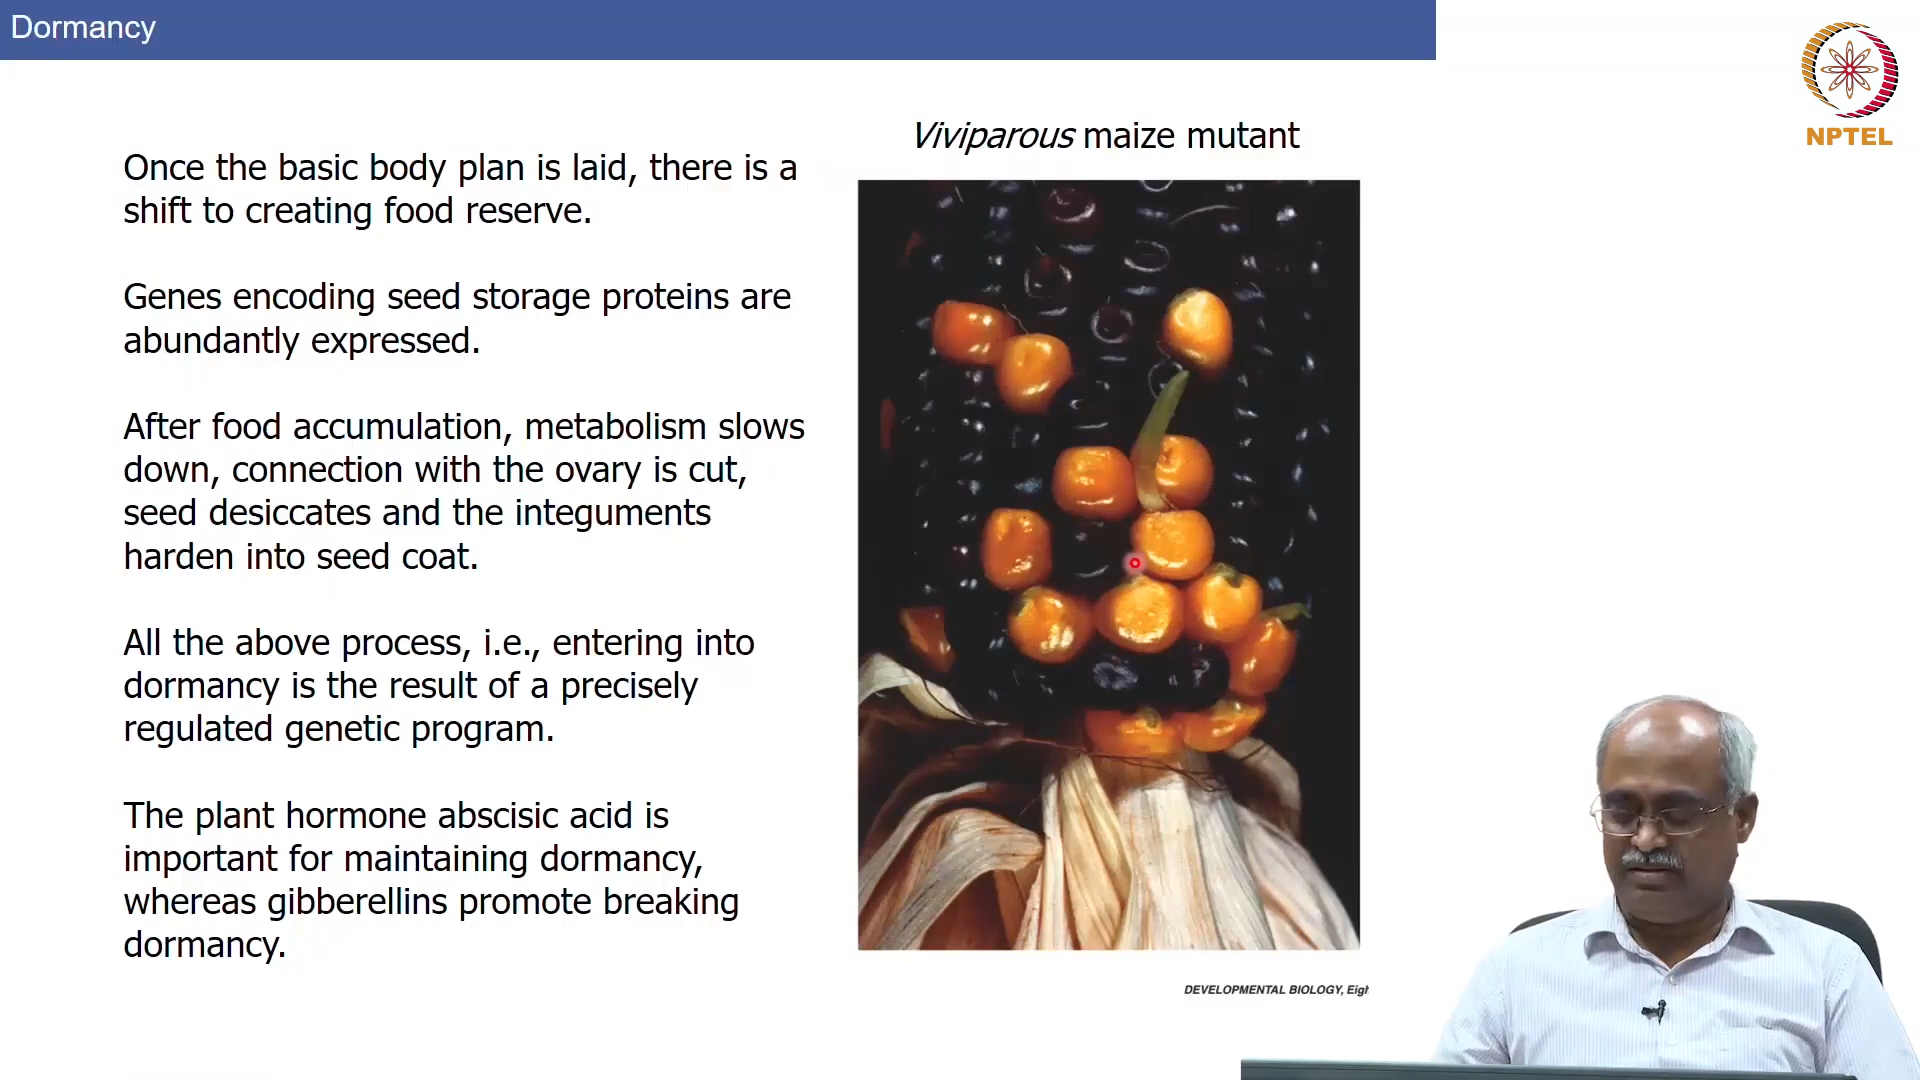 Dormancy
NPTEL
Viviparous maize mutant
Once the basic body plan is laid, there is a
shift to creating food reserve.
Genes encoding seed storage proteins are
abundantly expressed.
After food accumulation, metabolism slows
down, connection with the ovary is cut,
seed desiccates and the integuments
harden into seed coat.
All the above process, i.e., entering into
dormancy is the result of a precisely
regulated genetic program.
The plant hormone abscisic acid is
important for maintaining dormancy,
whereas gibberellins promote breaking
dormancy.
DEVELOPMENTAL BIOLOGY,